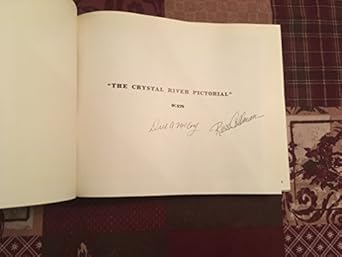 "THE CRYSTAL RIVER PICTORIAL"
Dell A McCoy Russ Collman